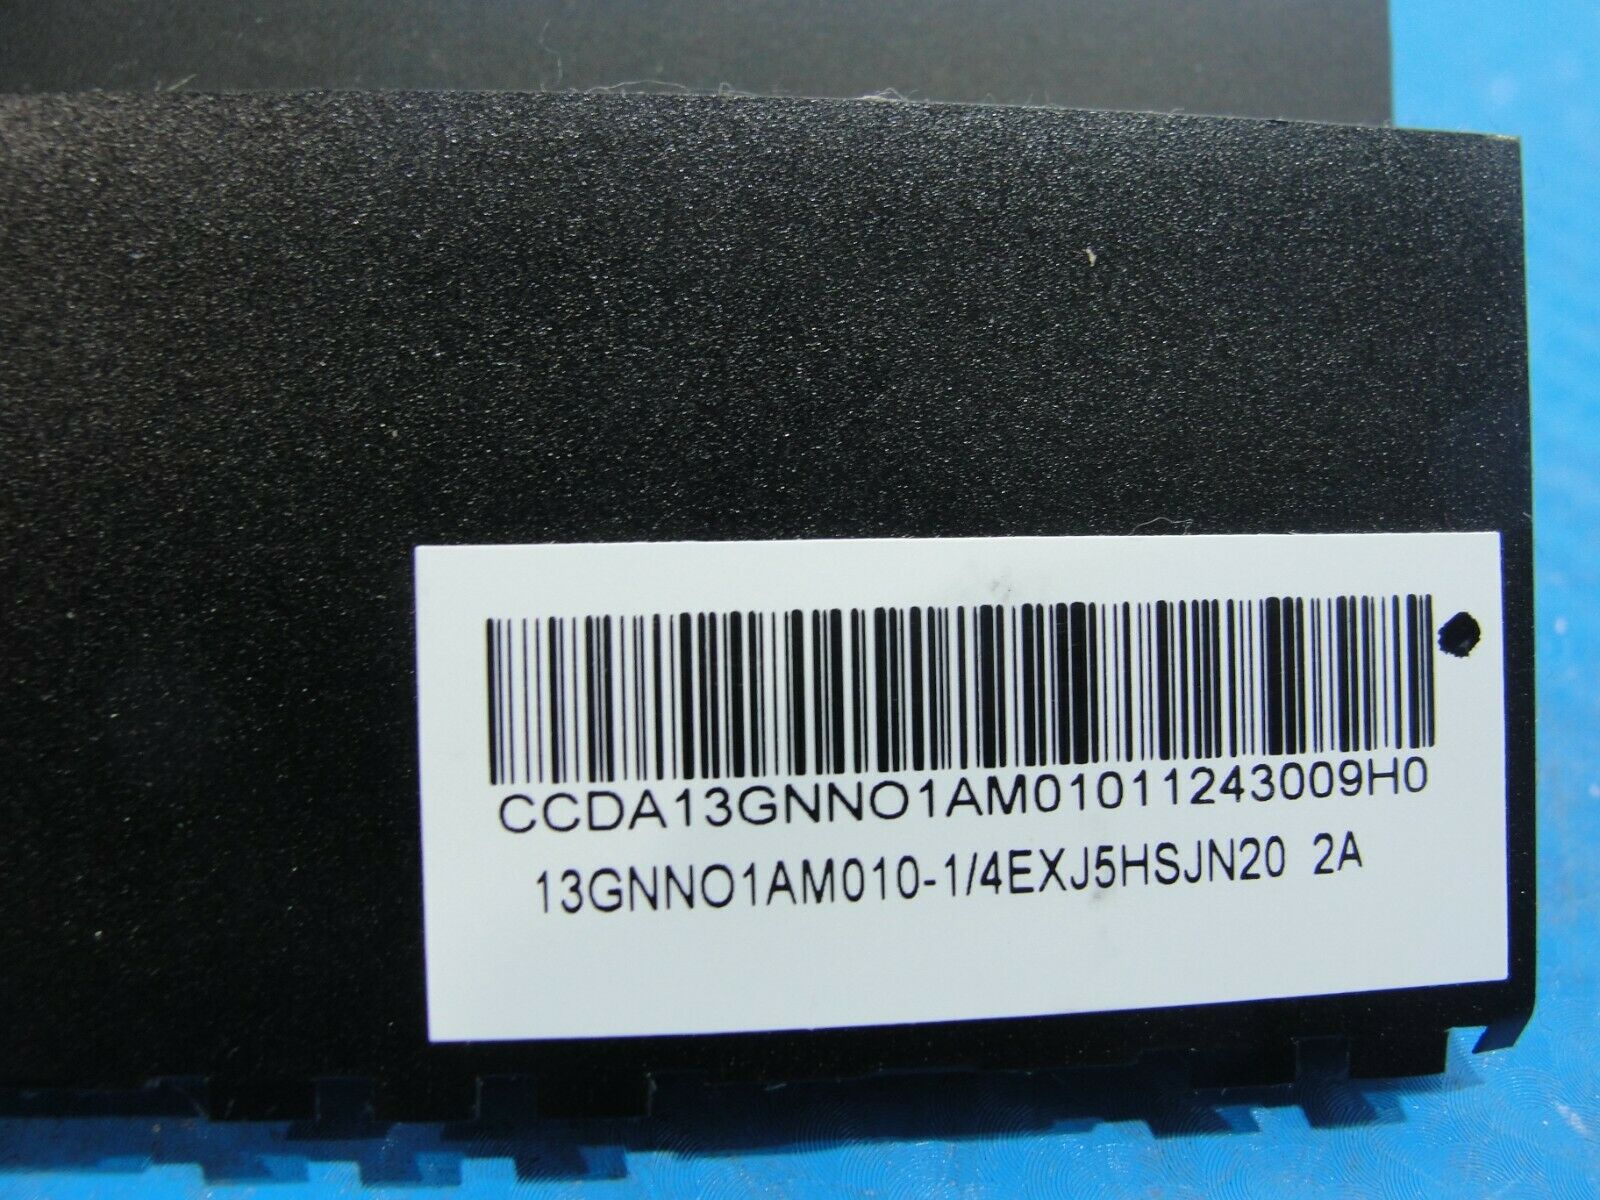 CCDA13GNNO1AM01011243009H0
13GNNO1AM010-1/4EXJ5HSJN20 2A